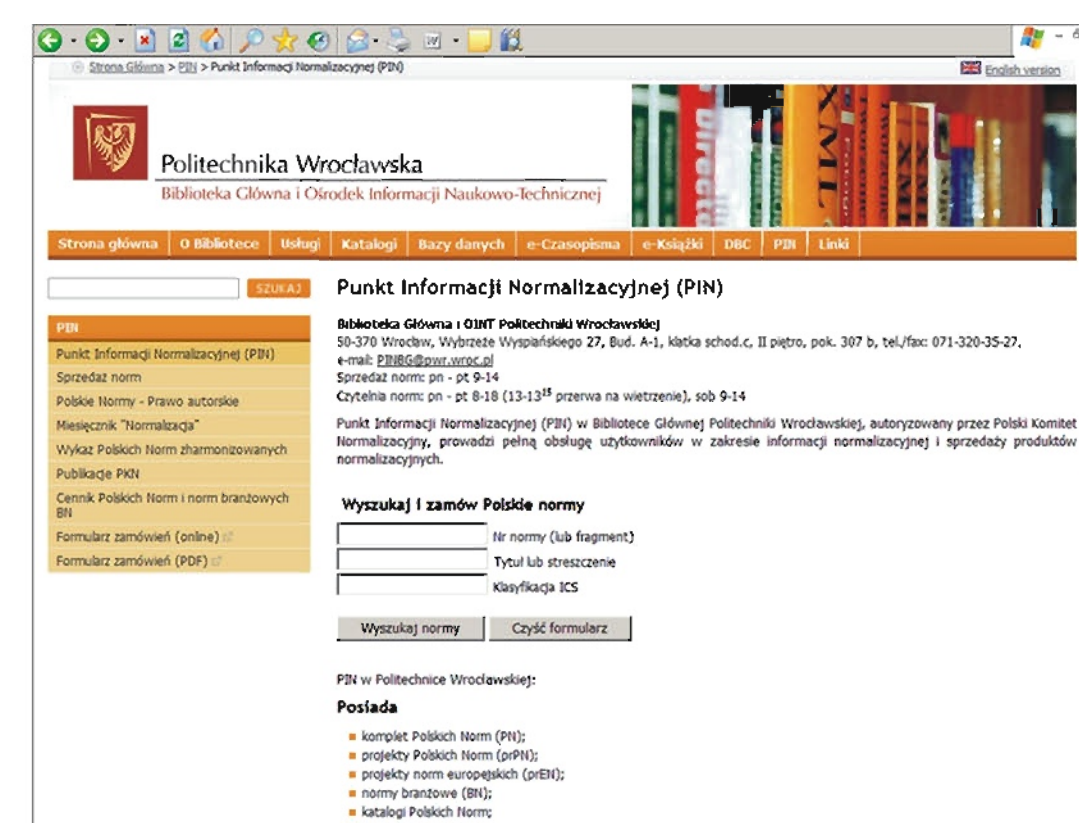 Strona Główna > PIN > Punkt Informacji Normalizacyjnej (PIN)
English version
Politechnika Wrocławska
Biblioteka Główna i Ośrodek Informacji Naukowo-Technicznej
Directo
XML
XML
XML
Strona główna O Bibliotece Usługi Katalogi Bazy danych e-Czasopisma e-Książki DBC PIN Linki
SZUKAJ
PIN
Punkt Informacji Normalizacyjnej (PIN)
Sprzedaż norm
Polskie Normy - Prawo autorskie
Miesięcznik "Normalizacja"
Wykaz Polskich Norm zharmonizowanych
Publikacje PKN
Cennik Polskich Norm i norm branżowych
BN
Formularz zamówień (online)
Formularz zamówień (PDF)
Punkt Informacji Normalizacyjnej (PIN)
Biblioteka Główna i OINT Politechniki Wrocławskiej
50-370 Wrocław, Wybrzeże Wyspiańskiego 27, Bud. A-1, klatka schod.c, II piętro, pok. 307 b, tel./fax: 071-320-35-27,
e-mail: PINBG@pwr.wroc.pl
Sprzedaż norm: pn - pt 9-14
Czytelnia norm: pn - pt 8-18 (13-13¹⁵ przerwa na wietrzenie), sob 9-14
Punkt Informacji Normalizacyjnej (PIN) w Bibliotece Głównej Politechniki Wrocławskiej, autoryzowany przez Polski Komitet
Normalizacyjny, prowadzi pełną obsługę użytkowników w zakresie informacji normalizacyjnej i sprzedaży produktów
normalizacyjnych.
Wyszukaj i zamów Polskie normy
Nr normy (lub fragment)
Tytuł lub streszczenie
Klasyfikacja ICS
Wyszukaj normy Czyść formularz
PIN w Politechnice Wrocławskiej:
Posiada
komplet Polskich Norm (PN);
projekty Polskich Norm (prPN);
projekty norm europejskich (prEN);
normy branżowe (BN);
katalogi Polskich Norm;